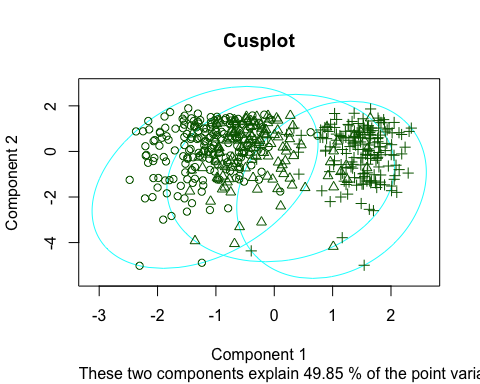 Cusplot
Component 2
2
0
-2
-4
-3 -2 -1 0 1 2
Component 1
These two components explain 49.85 % of the point varia